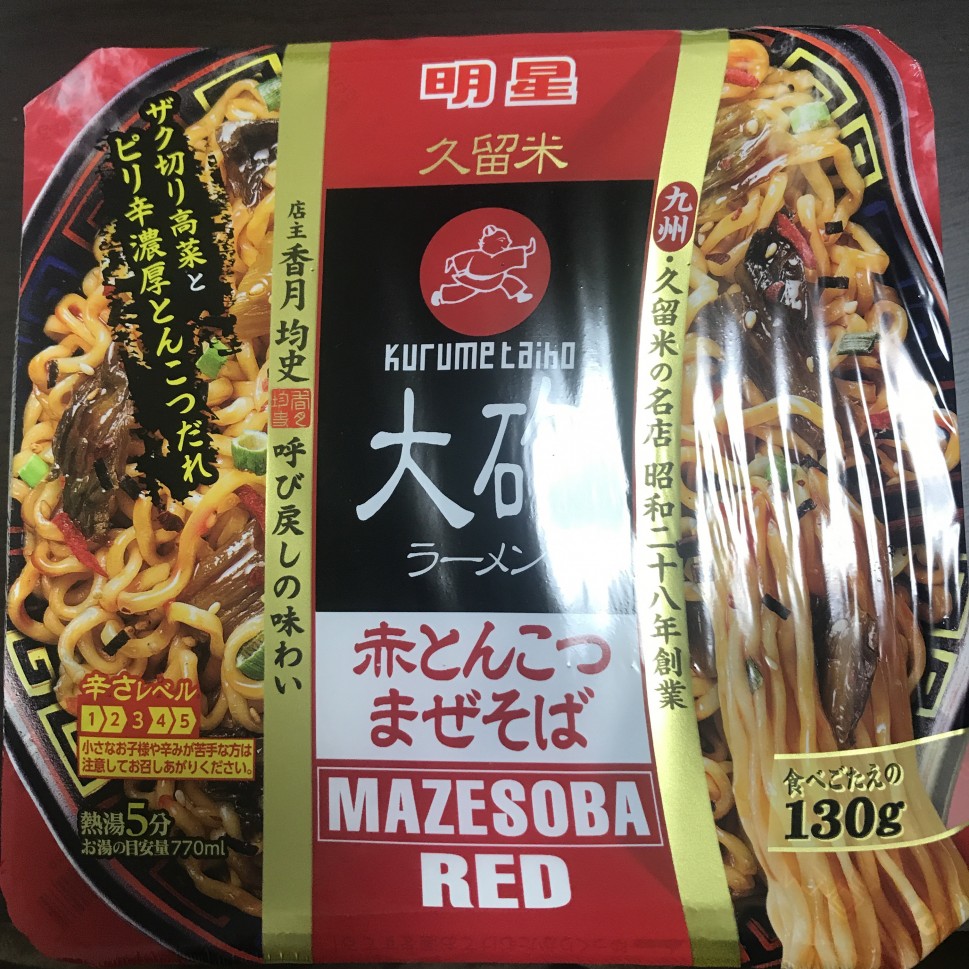 明星
久留米
Kurume taiho
大砲
ラーメン
赤とんこつ
まぜそば
MAZESOBA
RED
ザク切り高菜と
ピリ辛濃厚とんこつだれ
店主 香月 均史
呼び戻しの味わい
九州・久留米の名店 昭和二十八年創業
辛さレベル
1 2 3 4 5
小さなお子様や辛みが苦手な方は
注意してお召しあがりください。
熱湯5分
お湯の目安量770ml
食べごたえの
130g